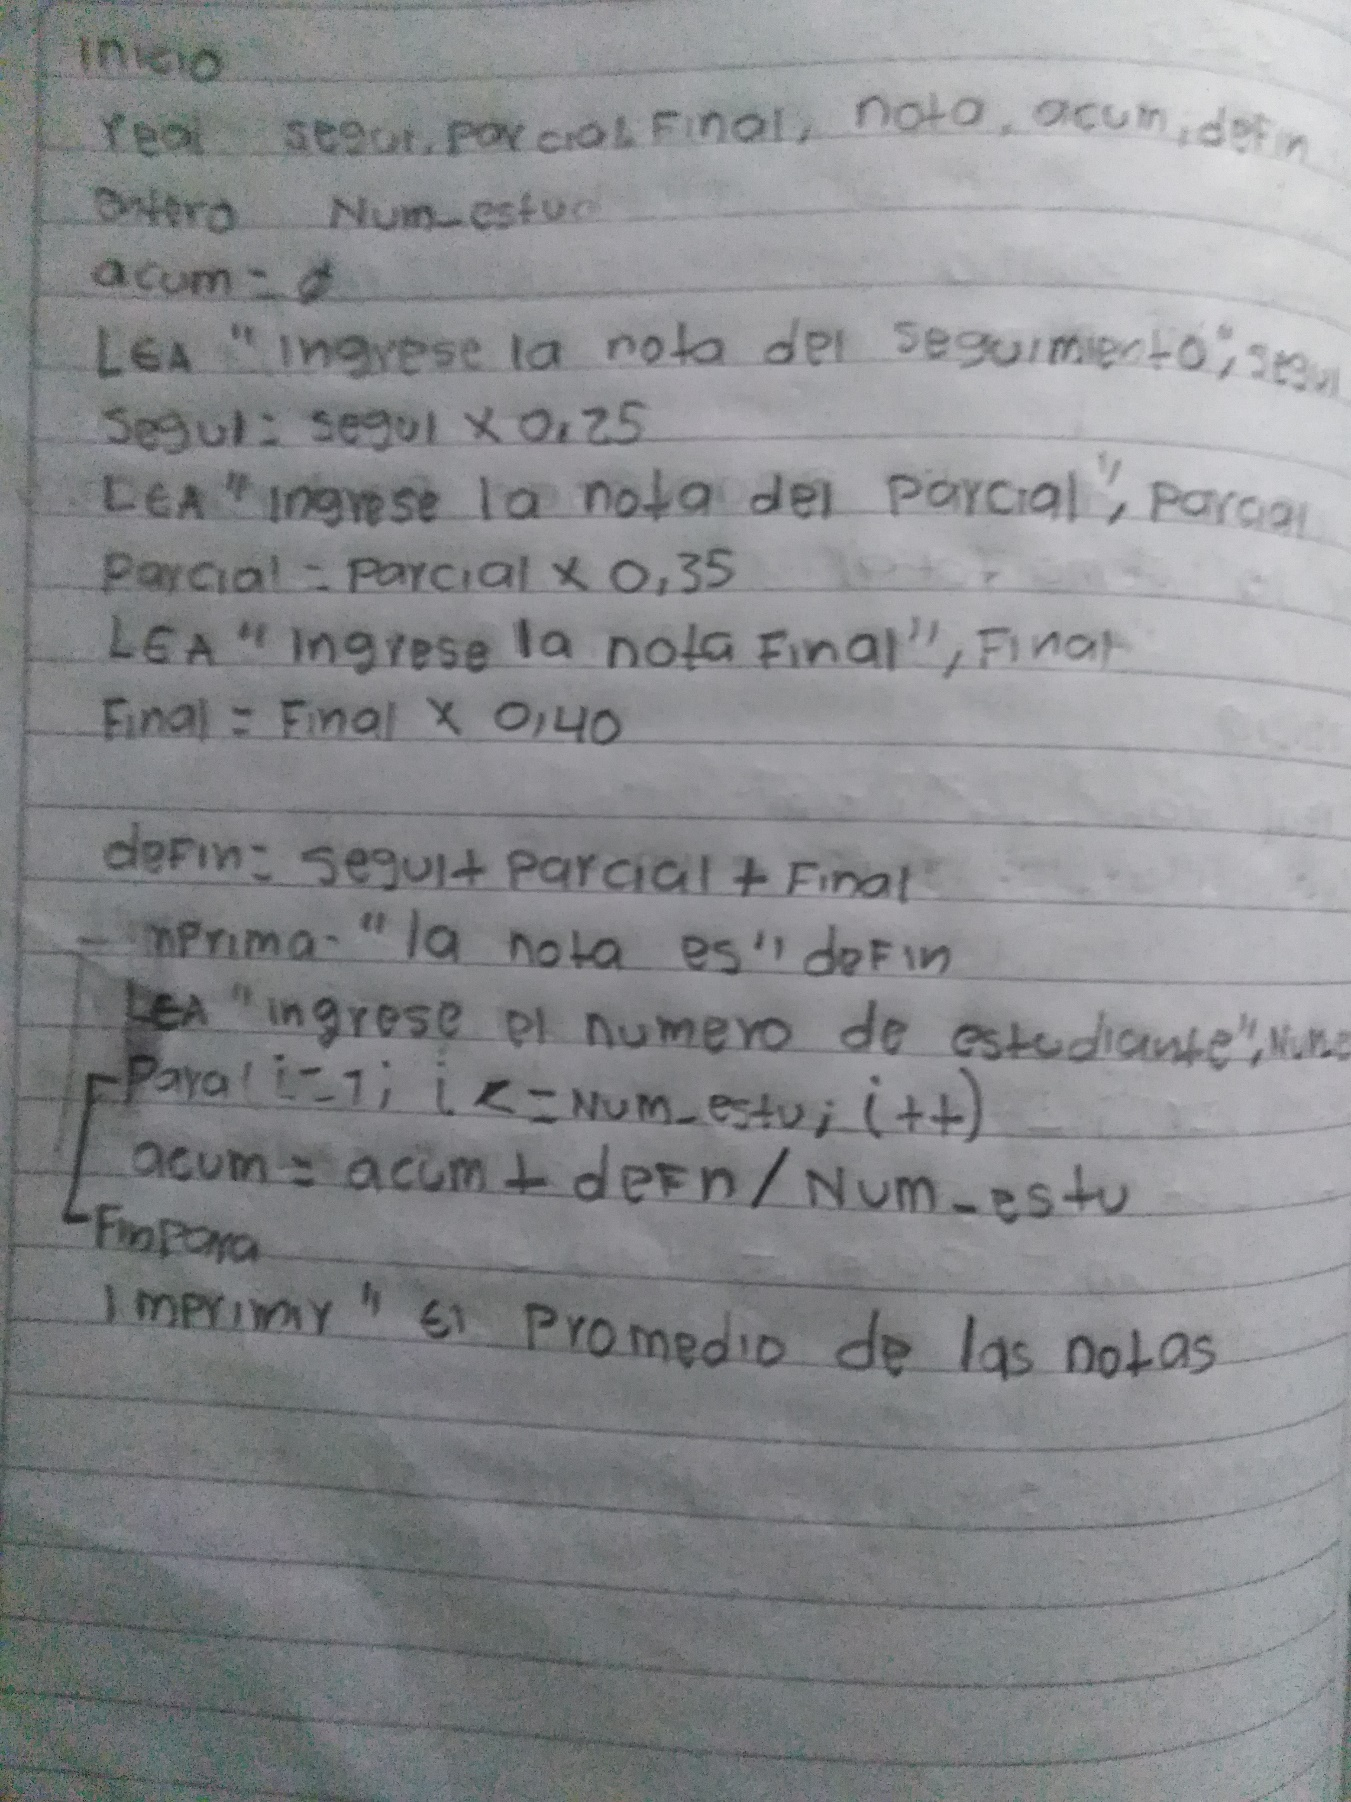 inicio
real segui, parcial, Final, nota, acum, defin
entero Num_estu
acum = ø
LEA "ingrese la nota del seguimiento", segui
Segui = segui x 0,25
LEA "ingrese la nota del parcial", parcial
Parcial = Parcial x 0,35
LEA "ingrese la nota Final", Final
Final = Final x 0,40
deFin = segui + Parcial + Final
mprima "la nota es" deFin
LEA "ingrese el numero de estudiante",
Para( i=1; i <= Num_estu; i++)
acum = acum + deFn / Num_estu
FinPara
Imprimir " El Promedio de las notas